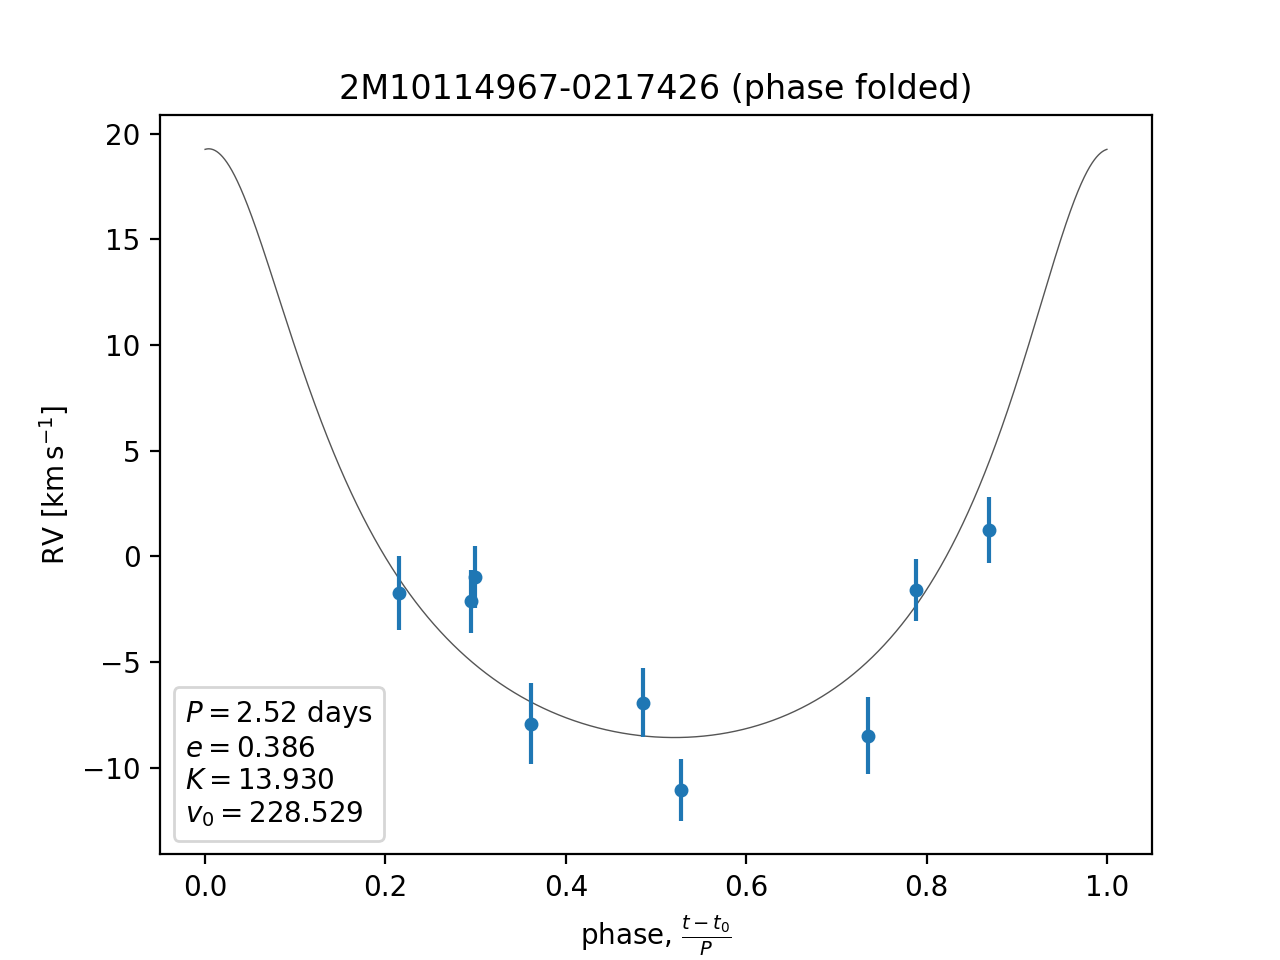 2M10114967-0217426 (phase folded)
RV [km s⁻¹]
20
15
10
5
0
−5
−10
P = 2.52 days
e = 0.386
K = 13.930
v₀ = 228.529
0.0 0.2 0.4 0.6 0.8 1.0
phase, (t − t₀)/P